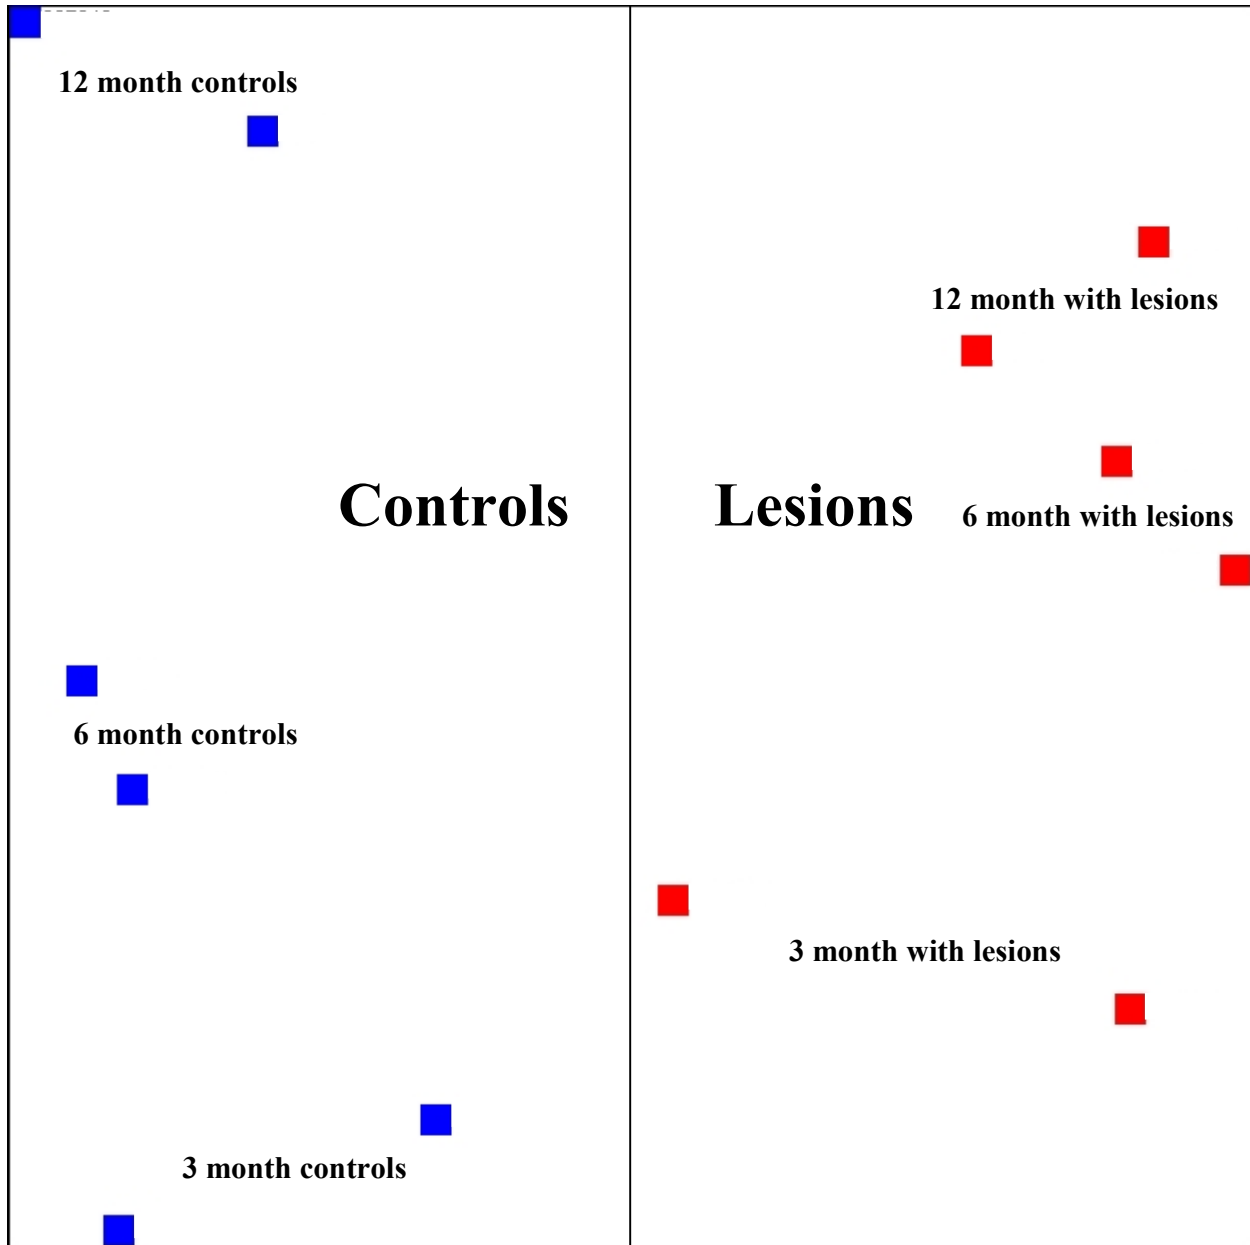 12 month controls
12 month with lesions
Controls
Lesions
6 month with lesions
6 month controls
3 month with lesions
3 month controls